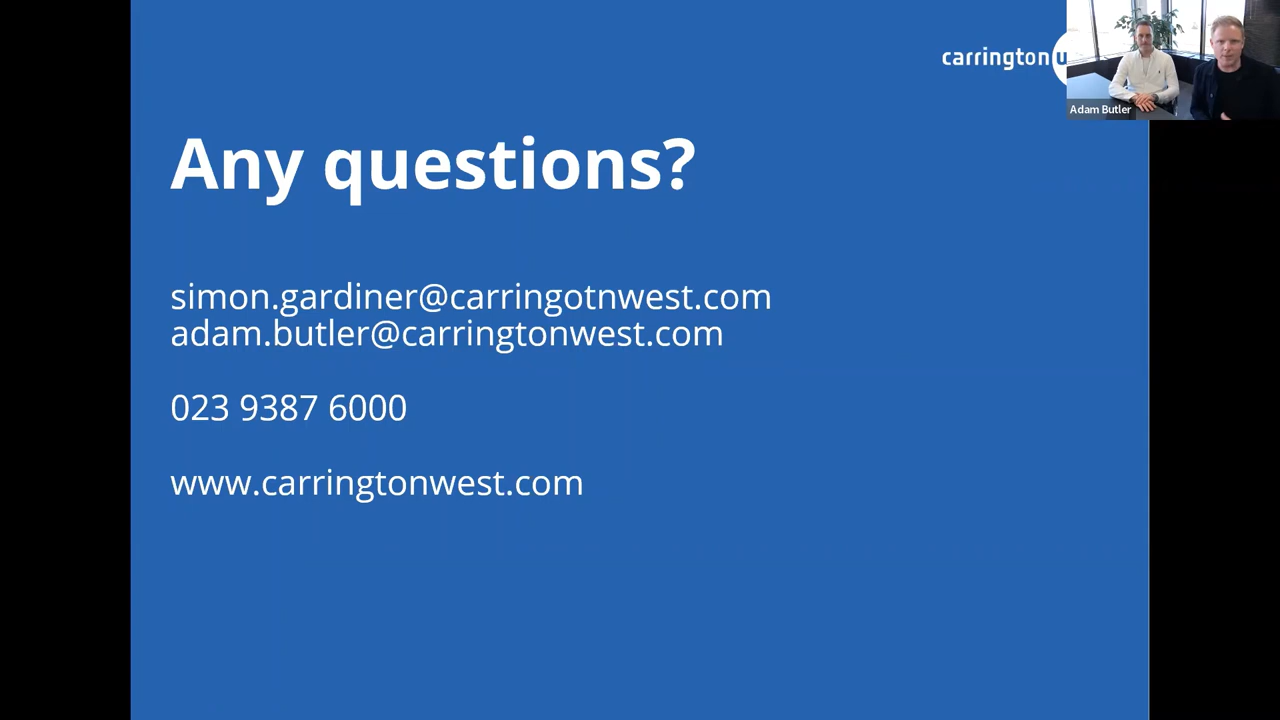 carrington
Adam Butler
Any questions?
simon.gardiner@carringotnwest.com
adam.butler@carringtonwest.com
023 9387 6000
www.carringtonwest.com